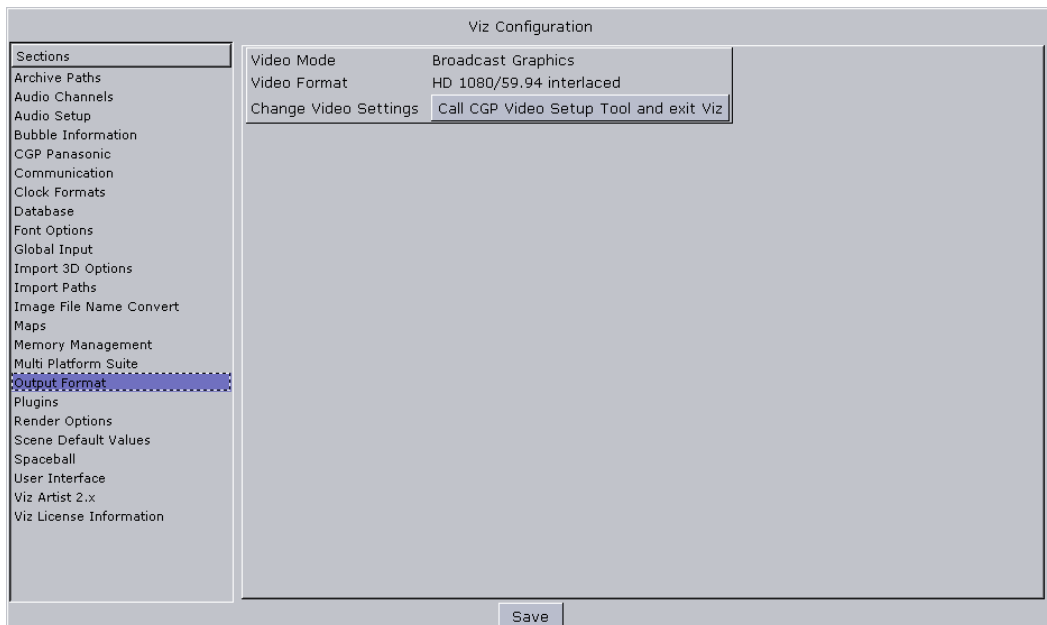 Viz Configuration
Sections
Archive Paths
Audio Channels
Audio Setup
Bubble Information
CGP Panasonic
Communication
Clock Formats
Database
Font Options
Global Input
Import 3D Options
Import Paths
Image File Name Convert
Maps
Memory Management
Multi Platform Suite
Output Format
Plugins
Render Options
Scene Default Values
Spaceball
User Interface
Viz Artist 2.x
Viz License Information
Video Mode Broadcast Graphics
Video Format HD 1080/59.94 interlaced
Change Video Settings Call CGP Video Setup Tool and exit Viz
Save